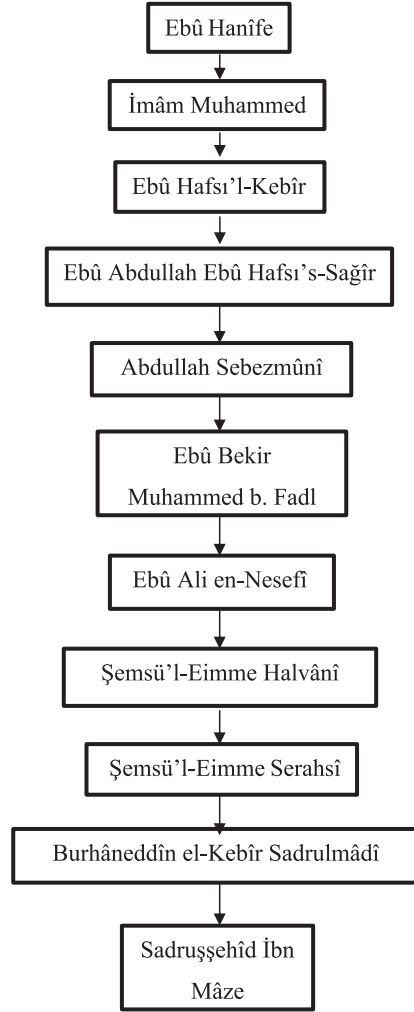 Ebû Hanîfe
İmâm Muhammed
Ebû Hafsı’l-Kebîr
Ebû Abdullah Ebû Hafsı’s-Sağîr
Abdullah Sebezmûnî
Ebû Bekir
Muhammed b. Fadl
Ebû Ali en-Nesefî
Şemsü’l-Eimme Halvânî
Şemsü’l-Eimme Serahsî
Burhâneddîn el-Kebîr Sadrulmâdî
Sadruşşehîd İbn
Mâze